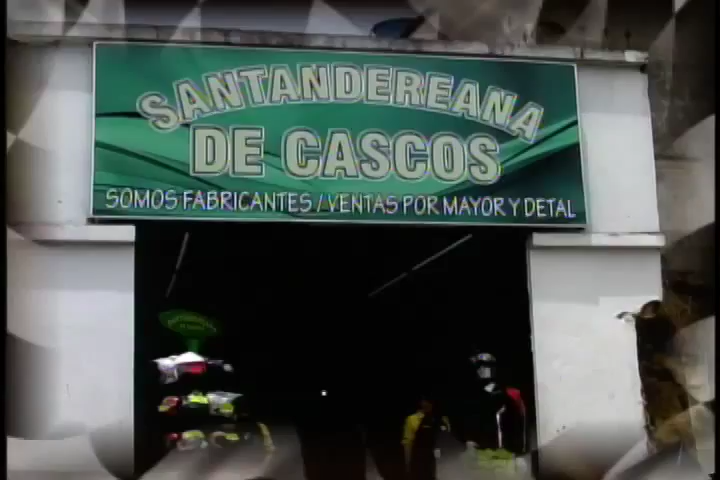 SANTANDEREANA
DE CASCOS
SOMOS FABRICANTES / VENTAS POR MAYOR Y DETAL